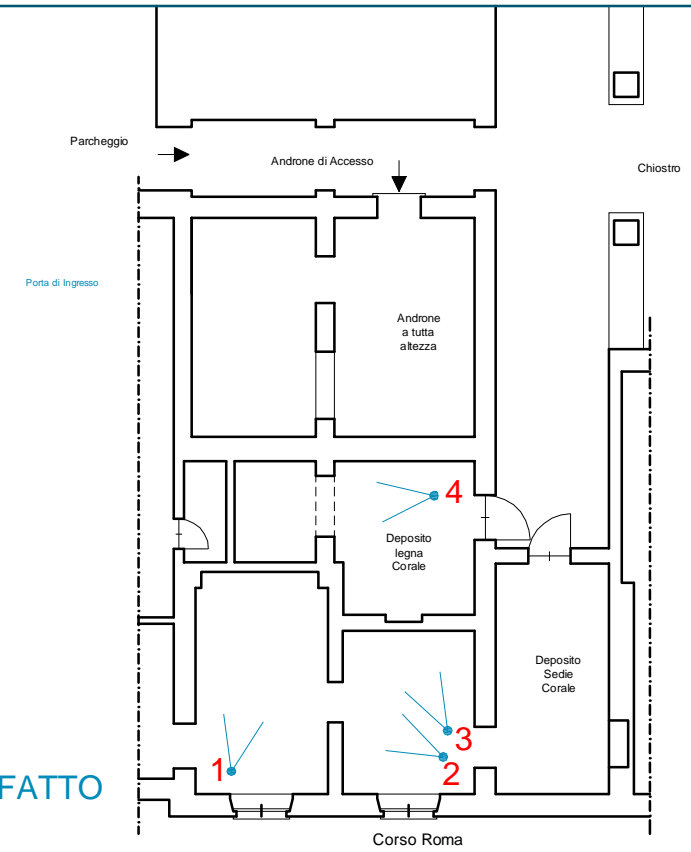 Parcheggio
Androne di Accesso
Chiostro
Porta di Ingresso
Androne
a tutta
altezza
4
Deposito
legna
Corale
Deposito
Sedie
Corale
3
1
2
FATTO
Corso Roma